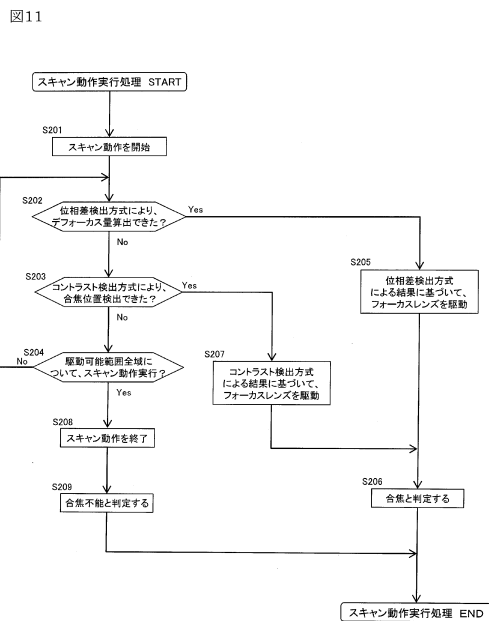 図11
スキャン動作実行処理 START
S201
スキャン動作を開始
S202
位相差検出方式により、
デフォーカス量算出できた？
Yes
No
S203
コントラスト検出方式により、
合焦位置検出できた？
Yes
No
S205
位相差検出方式
による結果に基づいて、
フォーカスレンズを駆動
S204
No
駆動可能範囲全域に
ついて、スキャン動作実行？
Yes
S207
コントラスト検出方式
による結果に基づいて、
フォーカスレンズを駆動
S208
スキャン動作を終了
S209
合焦不能と判定する
S206
合焦と判定する
スキャン動作実行処理 END